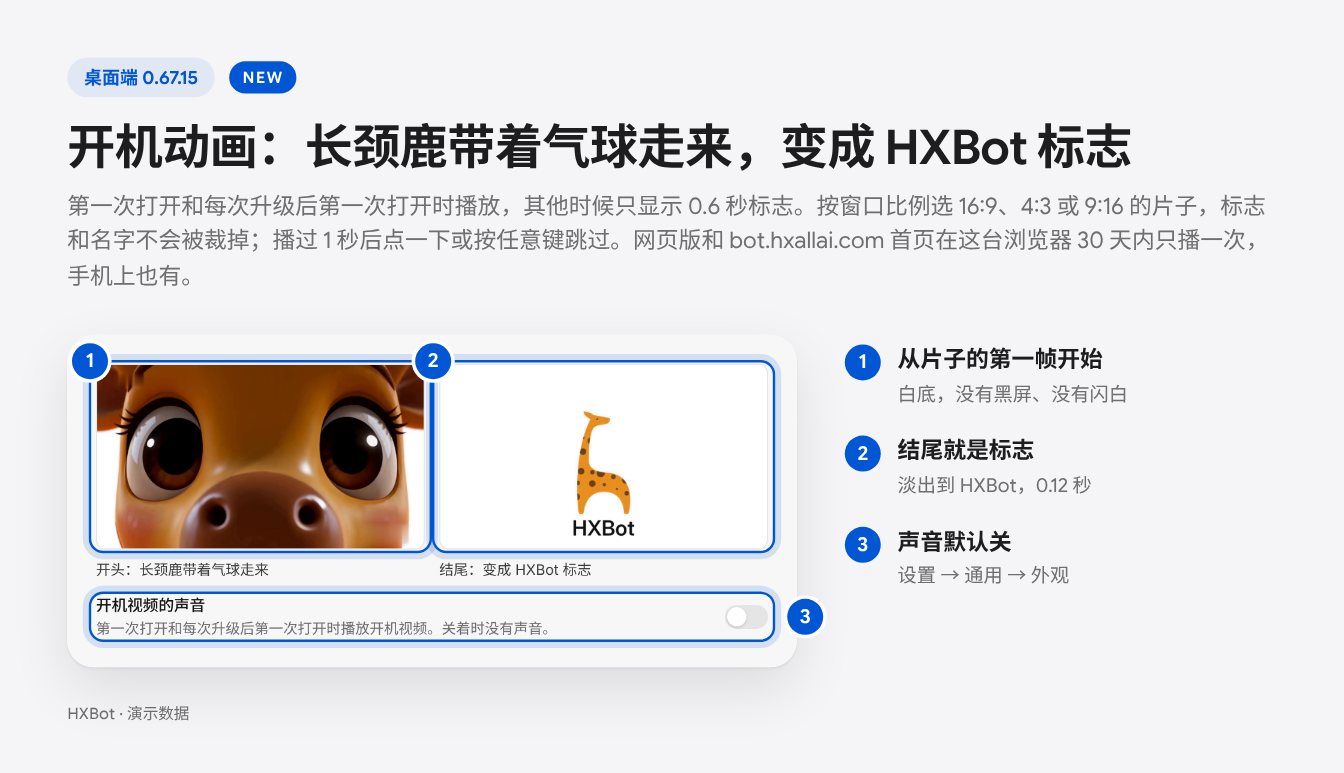 桌面端 0.67.15
NEW
开机动画：长颈鹿带着气球走来，变成 HXBot 标志
第一次打开和每次升级后第一次打开时播放，其他时候只显示 0.6 秒标志。按窗口比例选 16:9、4:3 或 9:16 的片子，标志
和名字不会被裁掉；播过 1 秒后点一下或按任意键跳过。网页版和 bot.hxallai.com 首页在这台浏览器 30 天内只播一次，
手机上也有。
1
2
HXBot
开头：长颈鹿带着气球走来
结尾：变成 HXBot 标志
开机视频的声音
第一次打开和每次升级后第一次打开时播放开机视频。关着时没有声音。
3
1
从片子的第一帧开始
白底，没有黑屏、没有闪白
2
结尾就是标志
淡出到 HXBot，0.12 秒
3
声音默认关
设置 → 通用 → 外观
HXBot · 演示数据